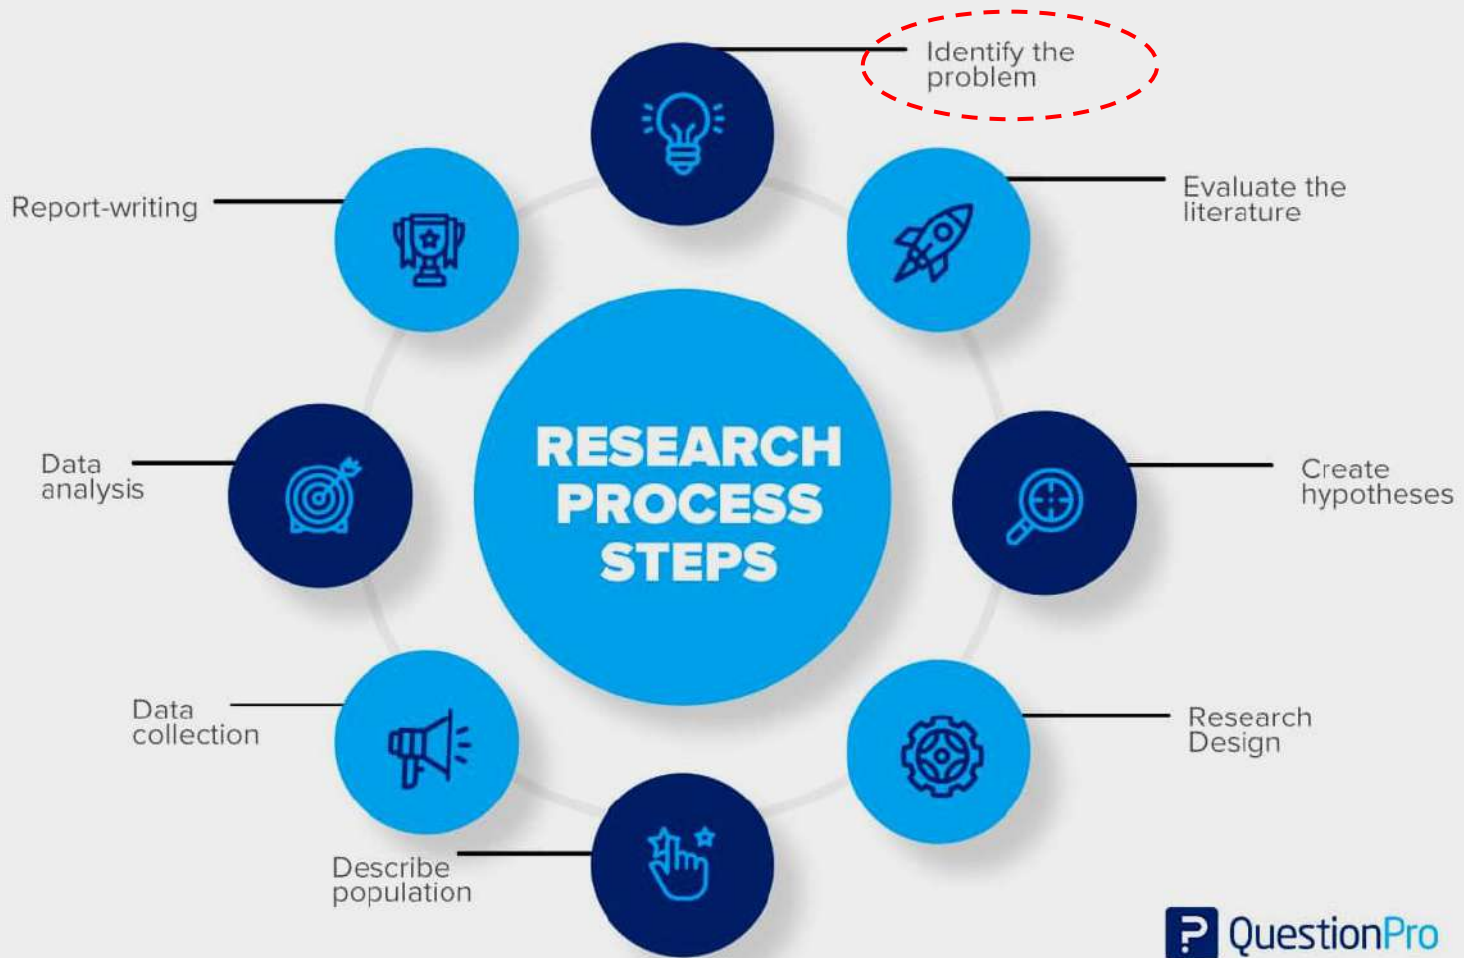 Identify the
problem
Evaluate the
literature
Create
hypotheses
Research
Design
Describe
population
Data
collection
Data
analysis
Report-writing
RESEARCH
PROCESS
STEPS
QuestionPro